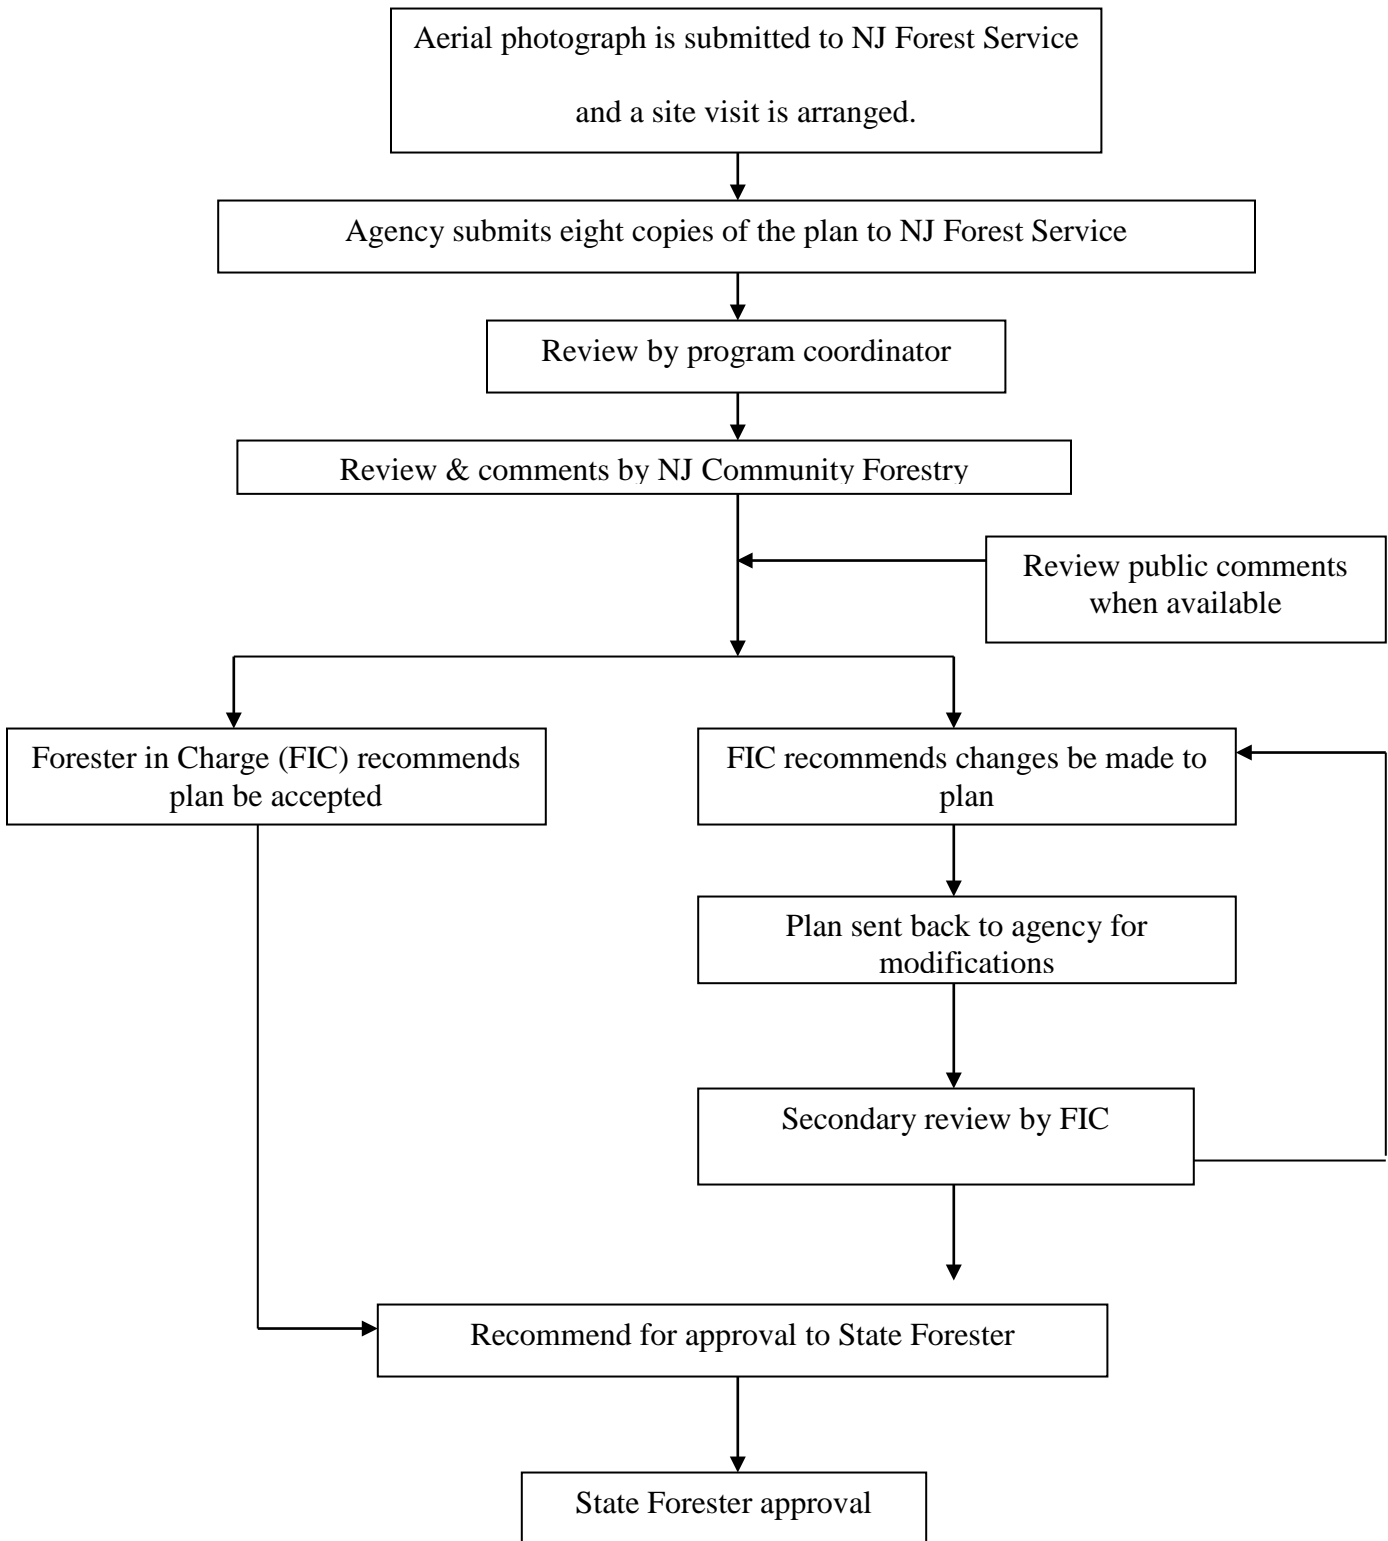 Aerial photograph is submitted to NJ Forest Service
and a site visit is arranged.
Agency submits eight copies of the plan to NJ Forest Service
Review by program coordinator
Review & comments by NJ Community Forestry
Review public comments
when available
Forester in Charge (FIC) recommends
plan be accepted
FIC recommends changes be made to
plan
Plan sent back to agency for
modifications
Secondary review by FIC
Recommend for approval to State Forester
State Forester approval